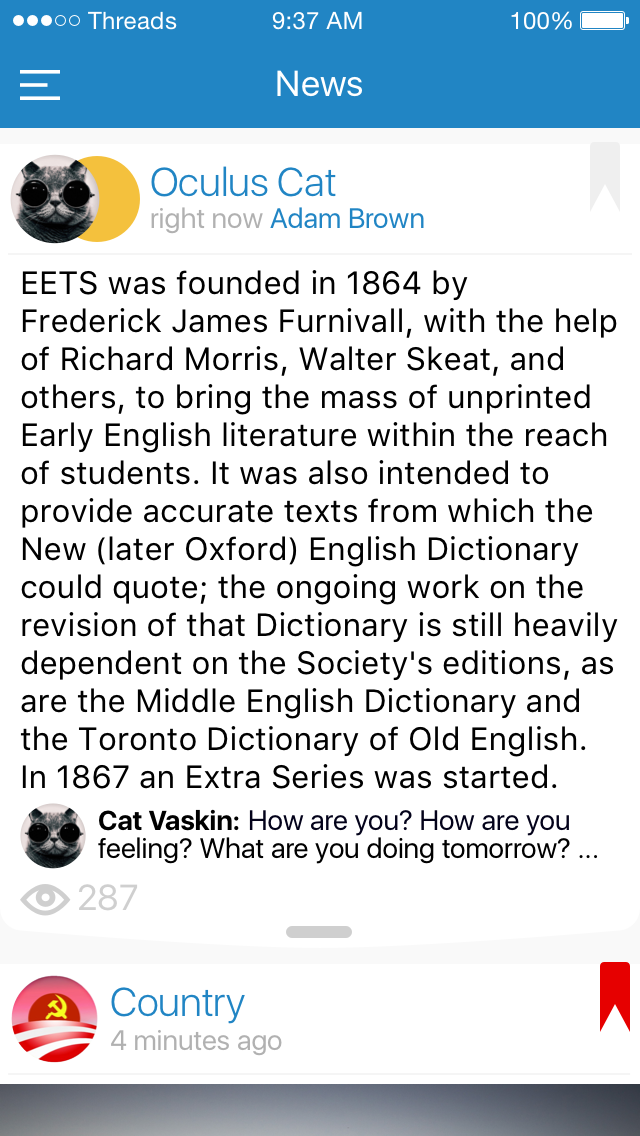 Threads 9:37 AM 100%
News
Oculus Cat
right now Adam Brown
EETS was founded in 1864 by
Frederick James Furnivall, with the help
of Richard Morris, Walter Skeat, and
others, to bring the mass of unprinted
Early English literature within the reach
of students. It was also intended to
provide accurate texts from which the
New (later Oxford) English Dictionary
could quote; the ongoing work on the
revision of that Dictionary is still heavily
dependent on the Society's editions, as
are the Middle English Dictionary and
the Toronto Dictionary of Old English.
In 1867 an Extra Series was started.
Cat Vaskin: How are you? How are you
feeling? What are you doing tomorrow? ...
287
Country
4 minutes ago